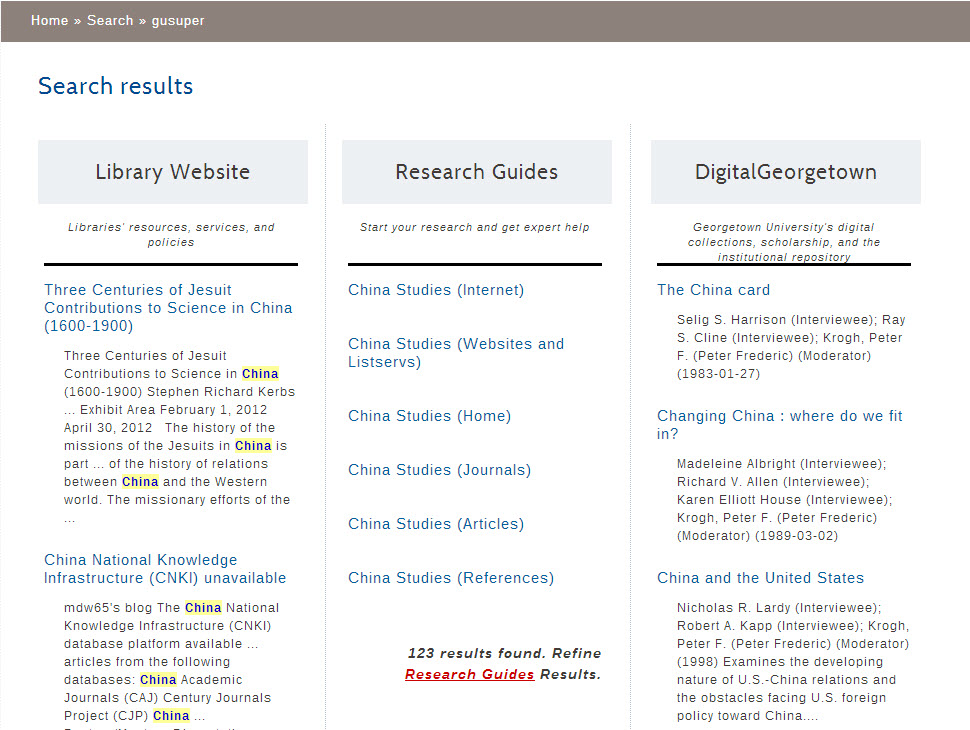 Home » Search » gusuper
Search results
Library Website
Libraries' resources, services, and
policies
Three Centuries of Jesuit
Contributions to Science in China
(1600-1900)
Three Centuries of Jesuit
Contributions to Science in China
(1600-1900) Stephen Richard Kerbs
... Exhibit Area February 1, 2012
April 30, 2012   The history of the
missions of the Jesuits in China is
part ... of the history of relations
between China and the Western
world. The missionary efforts of the
...
China National Knowledge
Infrastructure (CNKI) unavailable
mdw65's blog The China National
Knowledge Infrastructure (CNKI)
database platform available ...
articles from the following
databases: China Academic
Journals (CAJ) Century Journals
Project (CJP) China ...
Research Guides
Start your research and get expert help
China Studies (Internet)
China Studies (Websites and
Listservs)
China Studies (Home)
China Studies (Journals)
China Studies (Articles)
China Studies (References)
123 results found. Refine
Research Guides Results.
DigitalGeorgetown
Georgetown University's digital
collections, scholarship, and the
institutional repository
The China card
Selig S. Harrison (Interviewee); Ray
S. Cline (Interviewee); Krogh, Peter
F. (Peter Frederic) (Moderator)
(1983-01-27)
Changing China : where do we fit
in?
Madeleine Albright (Interviewee);
Richard V. Allen (Interviewee);
Karen Elliott House (Interviewee);
Krogh, Peter F. (Peter Frederic)
(Moderator) (1989-03-02)
China and the United States
Nicholas R. Lardy (Interviewee);
Robert A. Kapp (Interviewee); Krogh,
Peter F. (Peter Frederic) (Moderator)
(1998) Examines the developing
nature of U.S.-China relations and
the obstacles facing U.S. foreign
policy toward China....